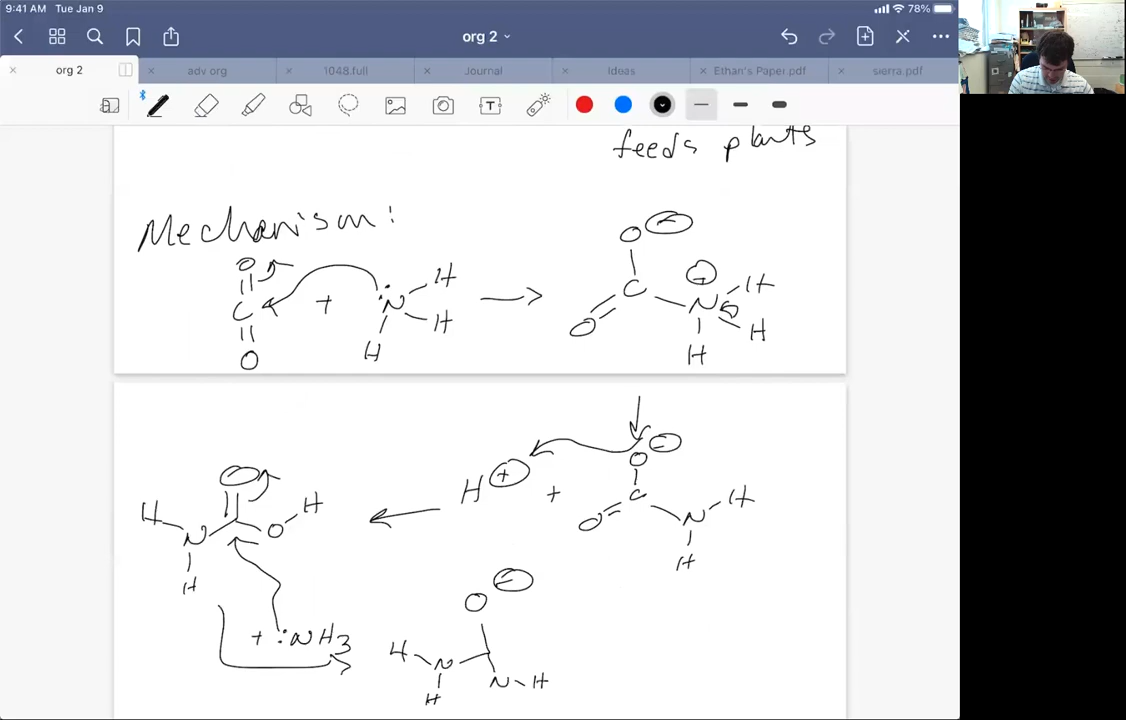 9:41 AM Tue Jan 9
78%
org 2
org 2
adv org
1048.full
Journal
Ideas
Ethan's Paper.pdf
sierra.pdf
T
feeds plants
Mechanism:
O
C
O
+
:N
H
H
H
O
C
O
N
H
H
H
H
N
H
O
O
H
+ :NH3
H +
+
O -
C
O
N
H
H
O -
H
N
H
N H